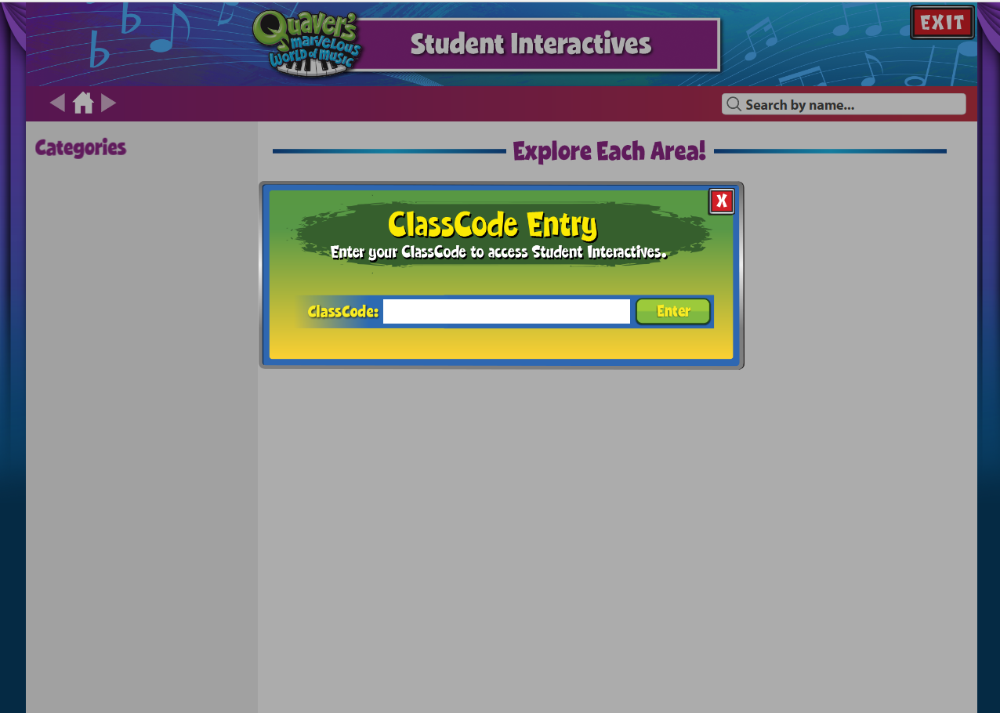 Quaver's
marvelous
World of Music
Student Interactives
EXIT
Search by name...
Categories
Explore Each Area!
X
ClassCode Entry
Enter your ClassCode to access Student Interactives.
ClassCode:
Enter